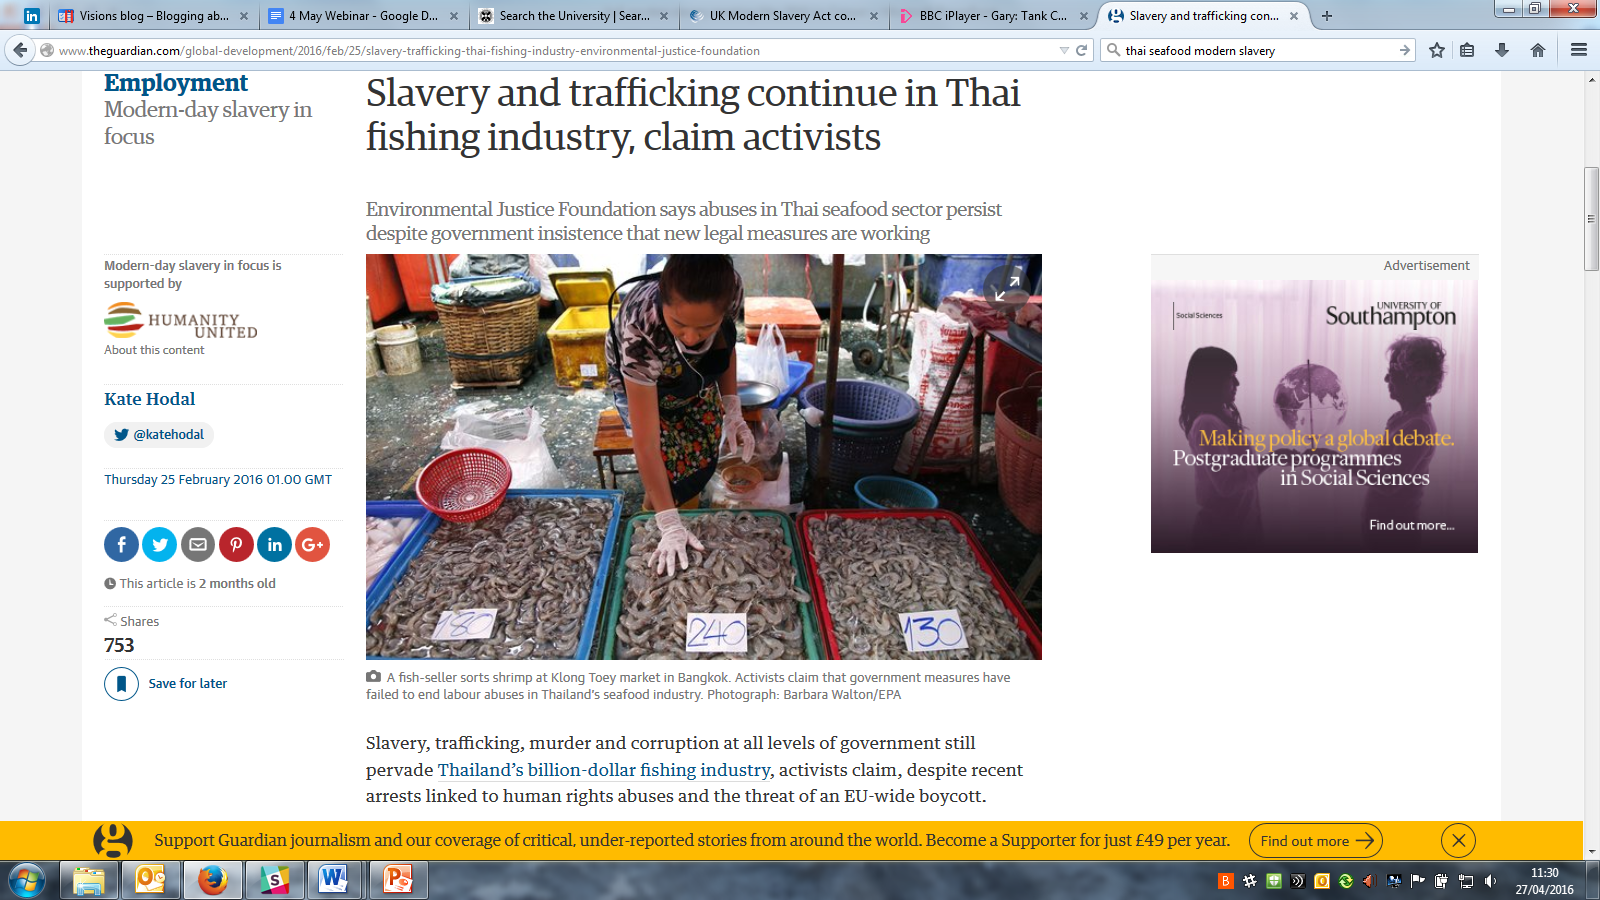 Visions blog – Blogging ab...
4 May Webinar - Google D...
Search the University | Sear...
UK Modern Slavery Act co...
BBC iPlayer - Gary: Tank C...
Slavery and trafficking con...
www.theguardian.com/global-development/2016/feb/25/slavery-trafficking-thai-fishing-industry-environmental-justice-foundation
thai seafood modern slavery
Employment
Modern-day slavery in
focus
Slavery and trafficking continue in Thai
fishing industry, claim activists
Environmental Justice Foundation says abuses in Thai seafood sector persist
despite government insistence that new legal measures are working
Modern-day slavery in focus is
supported by
HUMANITY
UNITED
About this content
Kate Hodal
@katehodal
Thursday 25 February 2016 01.00 GMT
f
in
G+
This article is 2 months old
Shares
753
Save for later
180
240
130
A fish-seller sorts shrimp at Klong Toey market in Bangkok. Activists claim that government measures have
failed to end labour abuses in Thailand's seafood industry. Photograph: Barbara Walton/EPA
Slavery, trafficking, murder and corruption at all levels of government still
pervade Thailand's billion-dollar fishing industry, activists claim, despite recent
arrests linked to human rights abuses and the threat of an EU-wide boycott.
Advertisement
Social Sciences
UNIVERSITY OF
Southampton
Making policy a global debate.
Postgraduate programmes
in Social Sciences
Find out more...
Support Guardian journalism and our coverage of critical, under-reported stories from around the world. Become a Supporter for just £49 per year.
Find out more
11:30
27/04/2016